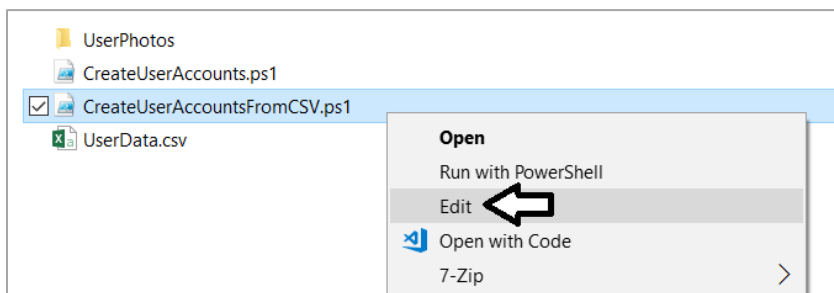 UserPhotos
CreateUserAccounts.ps1
CreateUserAccountsFromCSV.ps1
UserData.csv
Open
Run with PowerShell
Edit
Open with Code
7-Zip